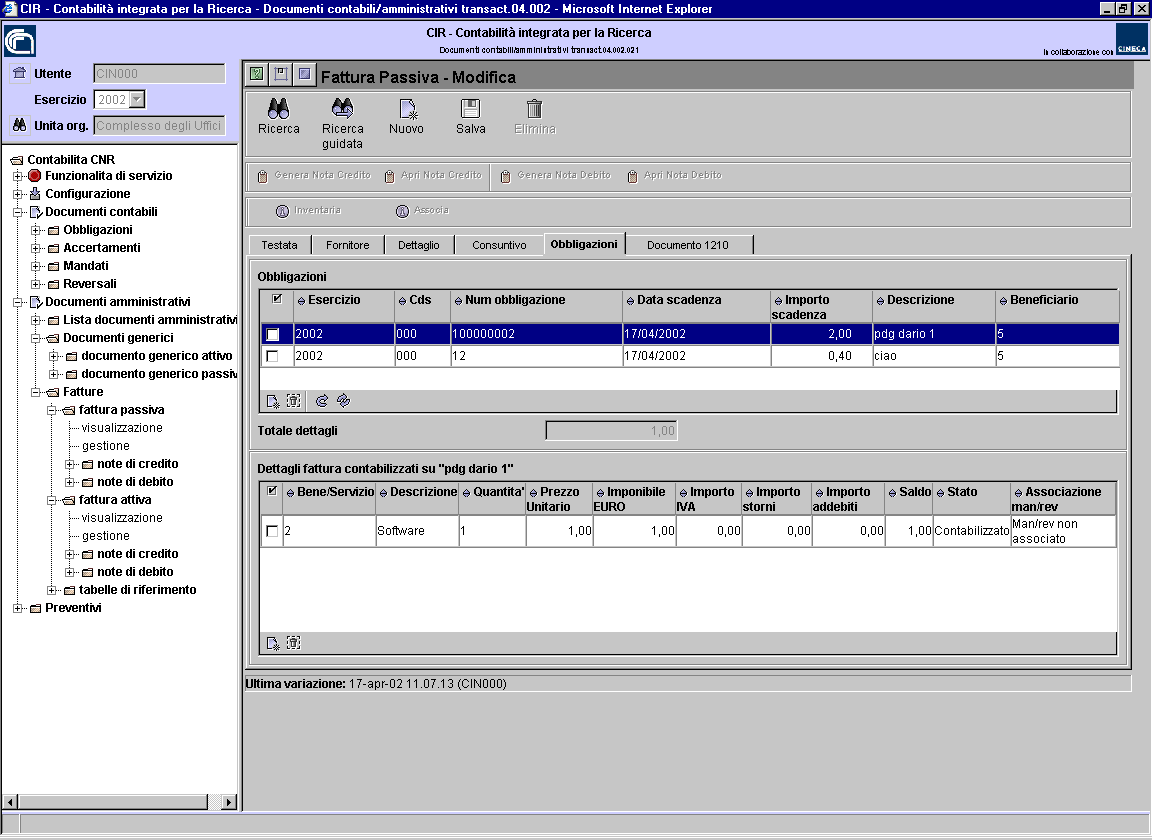 CIR - Contabilità integrata per la Ricerca - Documenti contabili/amministrativi transact.04.002 - Microsoft Internet Explorer
CIR - Contabilità integrata per la Ricerca
Documenti contabili/amministrativi transact.04.002.021
In collaborazione con
CINECA
Utente CIN000
Esercizio 2002
Unita org. Complesso degli Uffici
Contabilita CNR
Funzionalita di servizio
Configurazione
Documenti contabili
Obbligazioni
Accertamenti
Mandati
Reversali
Documenti amministrativi
Lista documenti amministrativi
Documenti generici
documento generico attivo
documento generico passiv
Fatture
fattura passiva
visualizzazione
gestione
note di credito
note di debito
fattura attiva
visualizzazione
gestione
note di credito
note di debito
tabelle di riferimento
Preventivi
Fattura Passiva - Modifica
Ricerca Ricerca guidata Nuovo Salva Elimina
Genera Nota Credito Apri Nota Credito Genera Nota Debito Apri Nota Debito
Inventaria Associa
Testata Fornitore Dettaglio Consuntivo Obbligazioni Documento 1210
Obbligazioni
Esercizio Cds Num obbligazione Data scadenza Importo scadenza Descrizione Beneficiario
2002 000 100000002 17/04/2002 2,00 pdg dario 1 5
2002 000 12 17/04/2002 0,40 ciao 5
Totale dettagli 1,00
Dettagli fattura contabilizzati su "pdg dario 1"
Bene/Servizio Descrizione Quantita' Prezzo Unitario Imponibile EURO Importo IVA Importo storni Importo addebiti Saldo Stato Associazione man/rev
2 Software 1 1,00 1,00 0,00 0,00 0,00 1,00 Contabilizzato Man/rev non associato
Ultima variazione: 17-apr-02 11.07.13 (CIN000)